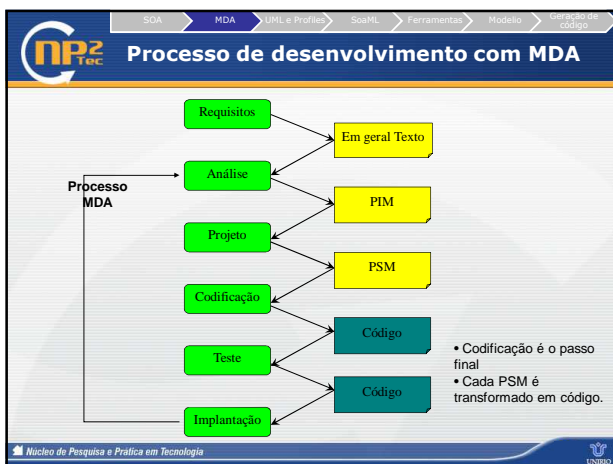 SOA MDA UML e Profiles SoaML Ferramentas Modelio Geração de código
NP2 Tec
Processo de desenvolvimento com MDA
Requisitos
Em geral Texto
Análise
Processo MDA
PIM
Projeto
PSM
Codificação
Código
Teste
Código
Implantação
• Codificação é o passo
final
• Cada PSM é
transformado em código.
Núcleo de Pesquisa e Prática em Tecnologia
UNIRIO